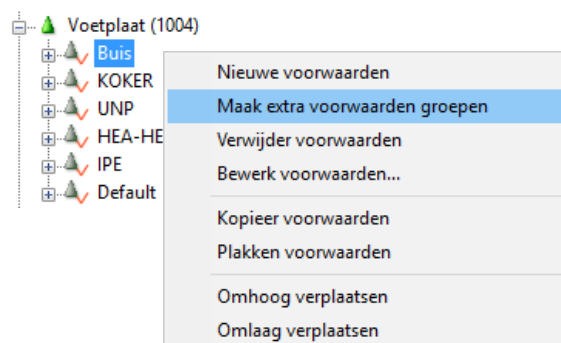 Voetplaat (1004)
Buis
KOKER
UNP
HEA-HE
IPE
Default
Nieuwe voorwaarden
Maak extra voorwaarden groepen
Verwijder voorwaarden
Bewerk voorwaarden...
Kopieer voorwaarden
Plakken voorwaarden
Omhoog verplaatsen
Omlaag verplaatsen